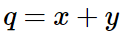 q = x + y